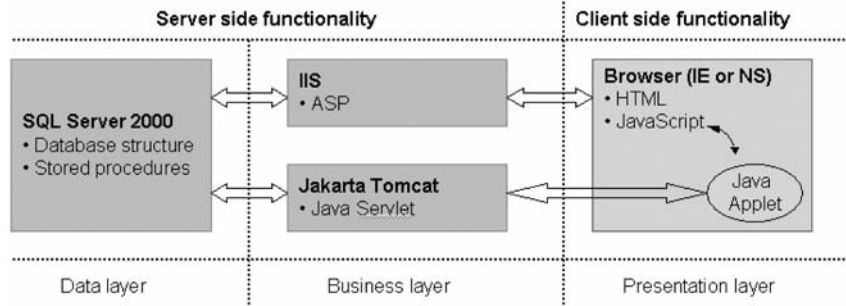 Server side functionality
Client side functionality
SQL Server 2000
• Database structure
• Stored procedures
IIS
• ASP
Jakarta Tomcat
• Java Servlet
Browser (IE or NS)
• HTML
• JavaScript
Java
Applet
Data layer
Business layer
Presentation layer